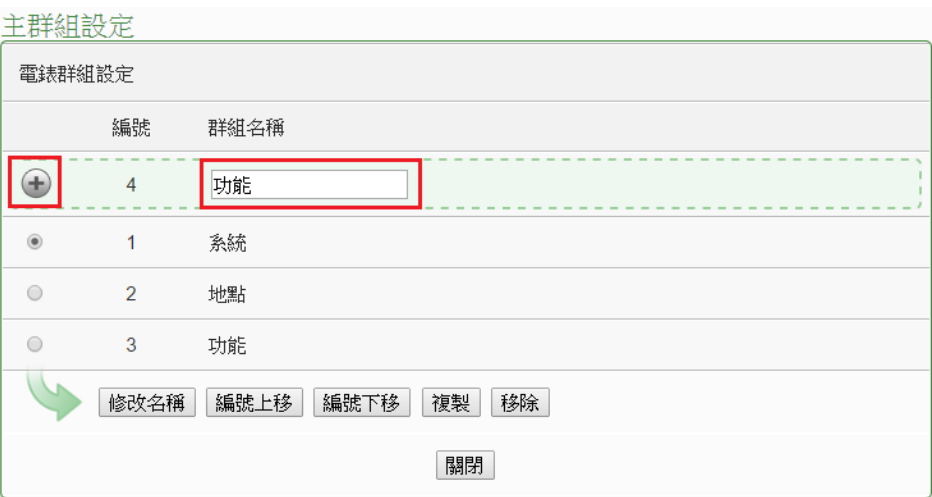 主群組設定
電錶群組設定
編號 群組名稱
4 功能
1 系統
2 地點
3 功能
修改名稱 編號上移 編號下移 複製 移除
關閉